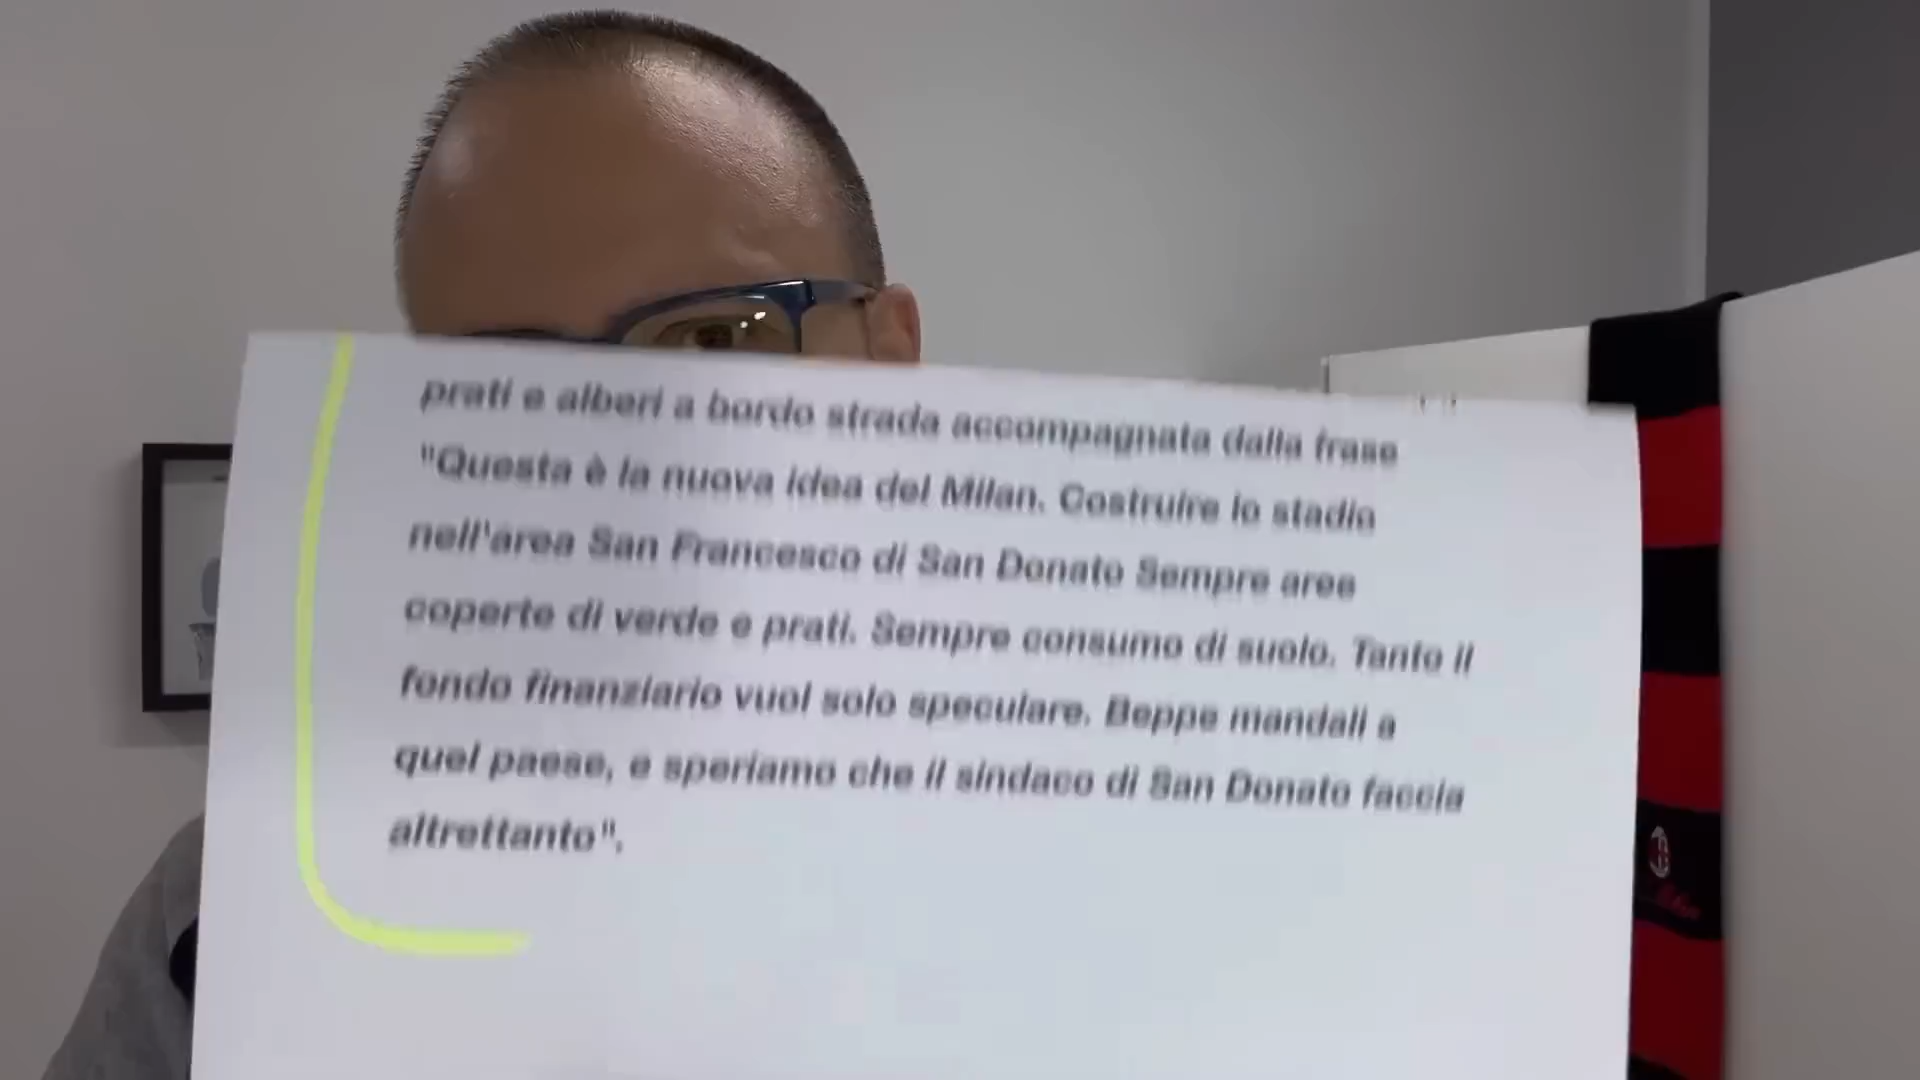 prati e alberi a bordo strada accompagnata dalla frase
"Questa è la nuova idea del Milan. Costruire lo stadio
nell'area San Francesco di San Donato Sempre aree
coperte di verde e prati. Sempre consumo di suolo. Tanto il
fondo finanziario vuol solo speculare. Beppe mandali a
quel paese, e speriamo che il sindaco di San Donato faccia
altrettanto".